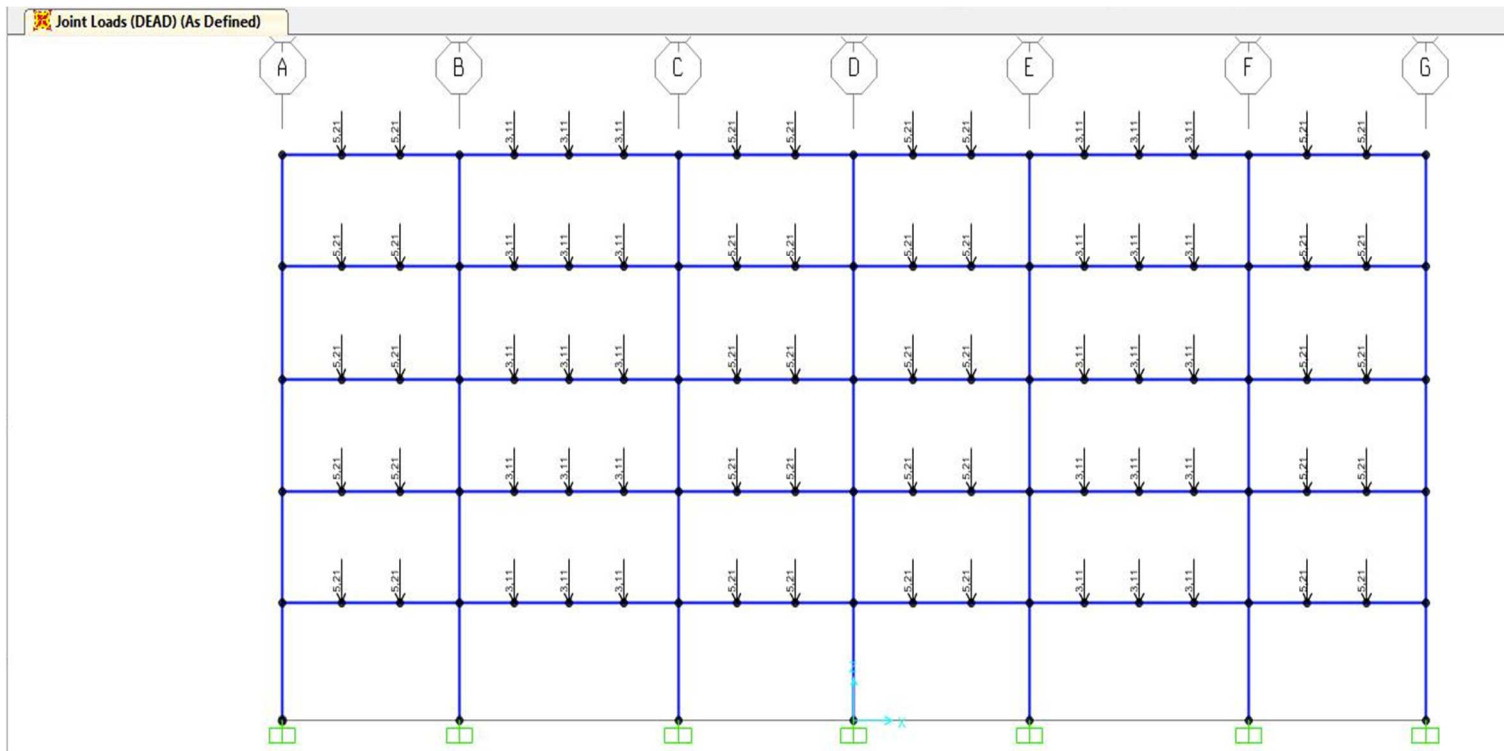 Joint Loads (DEAD) (As Defined)
A B C D E F G
5,21 5,21 3,11 3,11 3,11 5,21 5,21 5,21 5,21 3,11 3,11 3,11 5,21 5,21
5,21 5,21 3,11 3,11 3,11 5,21 5,21 5,21 5,21 3,11 3,11 3,11 5,21 5,21
5,21 5,21 3,11 3,11 3,11 5,21 5,21 5,21 5,21 3,11 3,11 3,11 5,21 5,21
5,21 5,21 3,11 3,11 3,11 5,21 5,21 5,21 5,21 3,11 3,11 3,11 5,21 5,21
5,21 5,21 3,11 3,11 3,11 5,21 5,21 5,21 5,21 3,11 3,11 3,11 5,21 5,21
Z
X